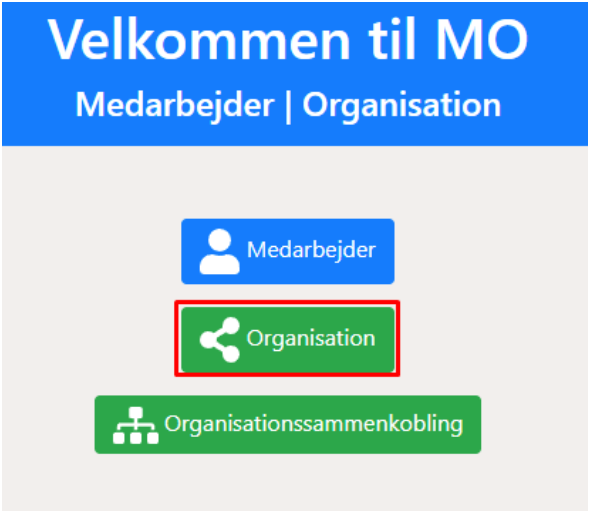 Velkommen til MO
Medarbejder | Organisation
Medarbejder
Organisation
Organisationssammenkobling